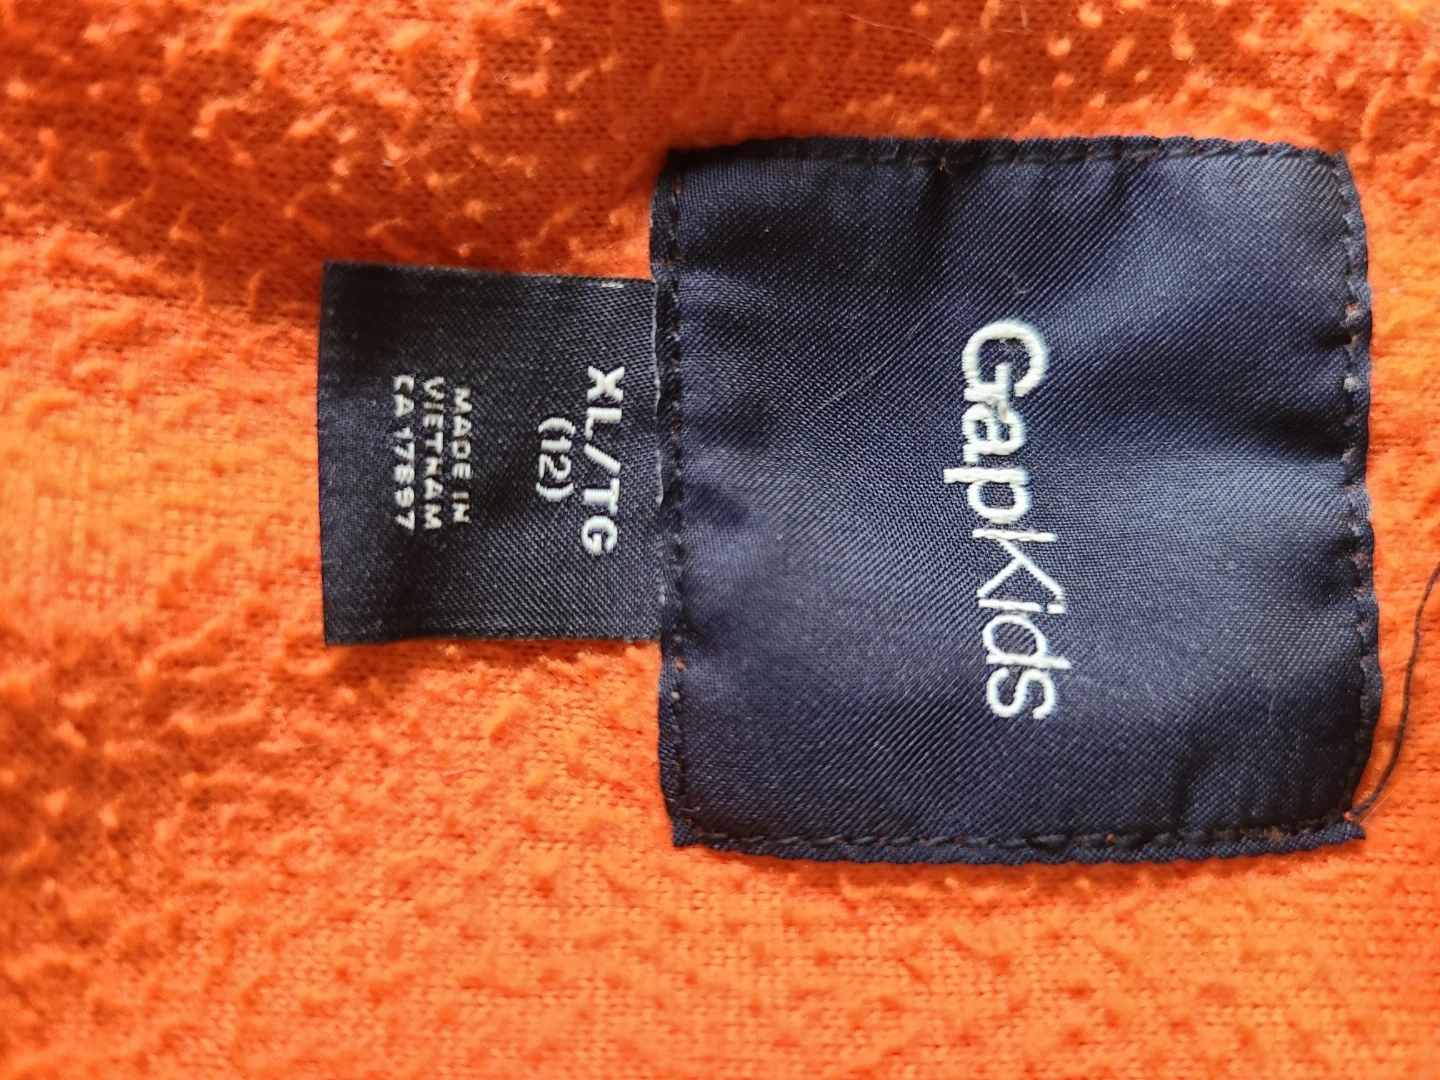 GapKids
XL/TG
(12)
MADE IN
VIETNAM
CA 17897